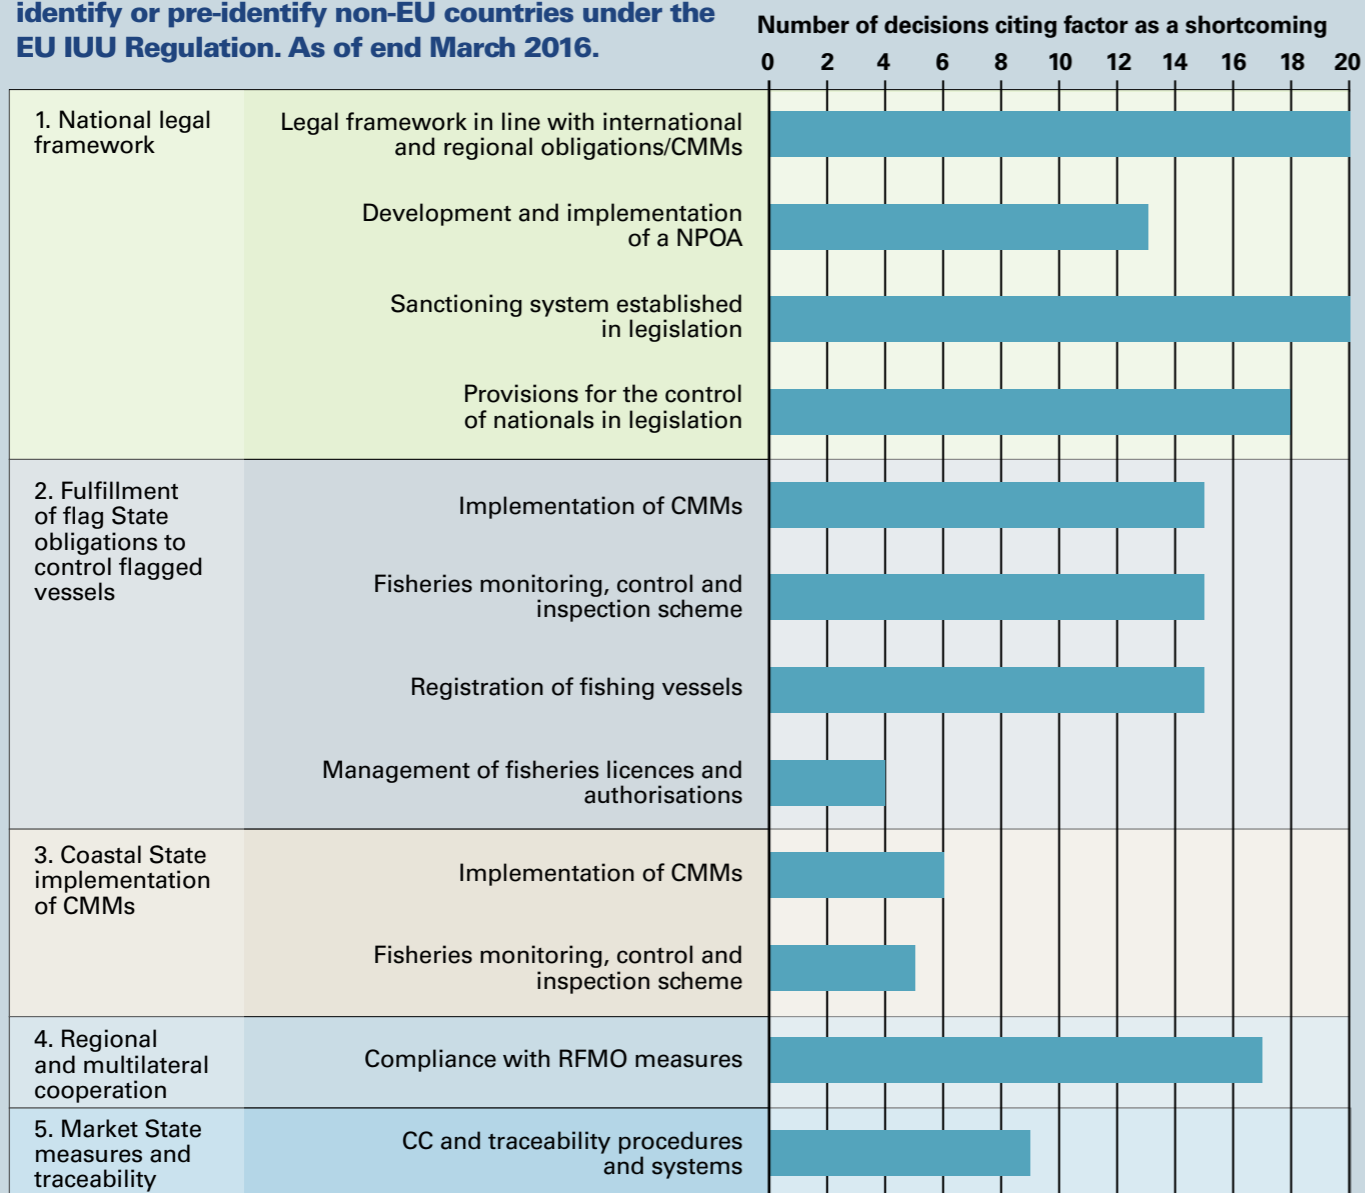 identify or pre-identify non-EU countries under the
EU IUU Regulation. As of end March 2016.
Number of decisions citing factor as a shortcoming
0 2 4 6 8 10 12 14 16 18 20
1. National legal
framework
Legal framework in line with international
and regional obligations/CMMs
Development and implementation
of a NPOA
Sanctioning system established
in legislation
Provisions for the control
of nationals in legislation
2. Fulfillment
of flag State
obligations to
control flagged
vessels
Implementation of CMMs
Fisheries monitoring, control and
inspection scheme
Registration of fishing vessels
Management of fisheries licences and
authorisations
3. Coastal State
implementation
of CMMs
Implementation of CMMs
Fisheries monitoring, control and
inspection scheme
4. Regional
and multilateral
cooperation
Compliance with RFMO measures
5. Market State
measures and
traceability
CC and traceability procedures
and systems